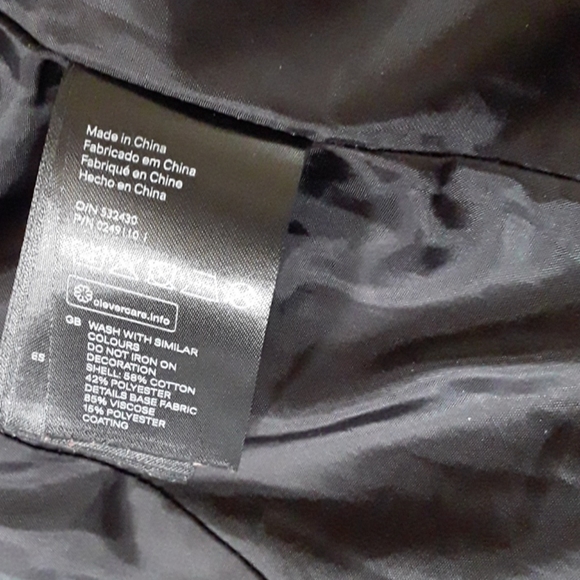 Made in China
Fabricado em China
Fabriqué en Chine
Hecho en China
O/N 532430
P/N 0249110 1
clevercare.info
GB WASH WITH SIMILAR
COLOURS
DO NOT IRON ON
DECORATION
SHELL: 58% COTTON
42% POLYESTER
DETAILS BASE FABRIC
85% VISCOSE
15% POLYESTER
COATING
65